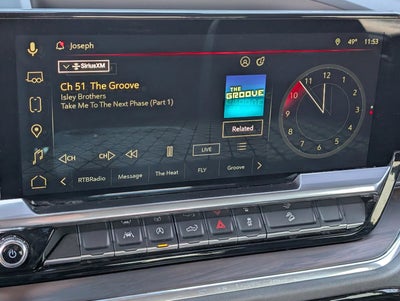 Joseph
49°
11:53
SiriusXM
Ch 51 The Groove
Isley Brothers
Take Me To The Next Phase (Part 1)
THE
GROOVE
Related
11 12 1
10 2
9 3
8 4
7 6 5
CH
CH
LIVE
RTBRadio
Message
The Heat
FLY
Groove